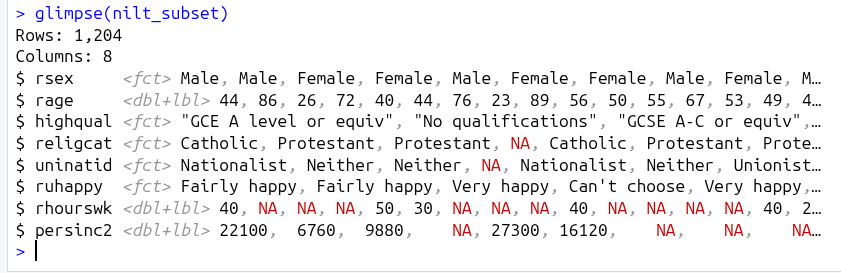 > glimpse(nilt_subset)
Rows: 1,204
Columns: 8
$ rsex     <fct> Male, Male, Female, Female, Male, Female, Female, Male, Female, M…
$ rage     <dbl+lbl> 44, 86, 26, 72, 40, 44, 76, 23, 89, 56, 50, 55, 67, 53, 49, 4…
$ highqual <fct> "GCE A level or equiv", "No qualifications", "GCSE A-C or equiv",…
$ religcat <fct> Catholic, Protestant, Protestant, NA, Catholic, Protestant, Prote…
$ uninatid <fct> Nationalist, Neither, Neither, NA, Nationalist, Neither, Unionist…
$ ruhappy  <fct> Fairly happy, Fairly happy, Very happy, Can't choose, Very happy,…
$ rhourswk <dbl+lbl> 40, NA, NA, NA, 50, 30, NA, NA, NA, 40, NA, NA, NA, NA, 40, 2…
$ persinc2 <dbl+lbl> 22100,  6760,  9880,    NA, 27300, 16120,    NA,    NA,    NA…
>